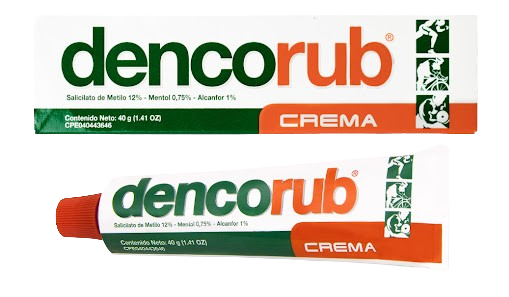 dencorub®
Salicilato de Metilo 12% - Mentol 0,75% - Alcanfor 1%
Contenido Neto: 40 g (1.41 OZ)
CPE040443646
CREMA
dencorub®
Salicilato de Metilo 12% - Mentol 0,75% - Alcanfor 1%
Contenido Neto: 40 g (1.41 OZ)
CPE040443646
CREMA